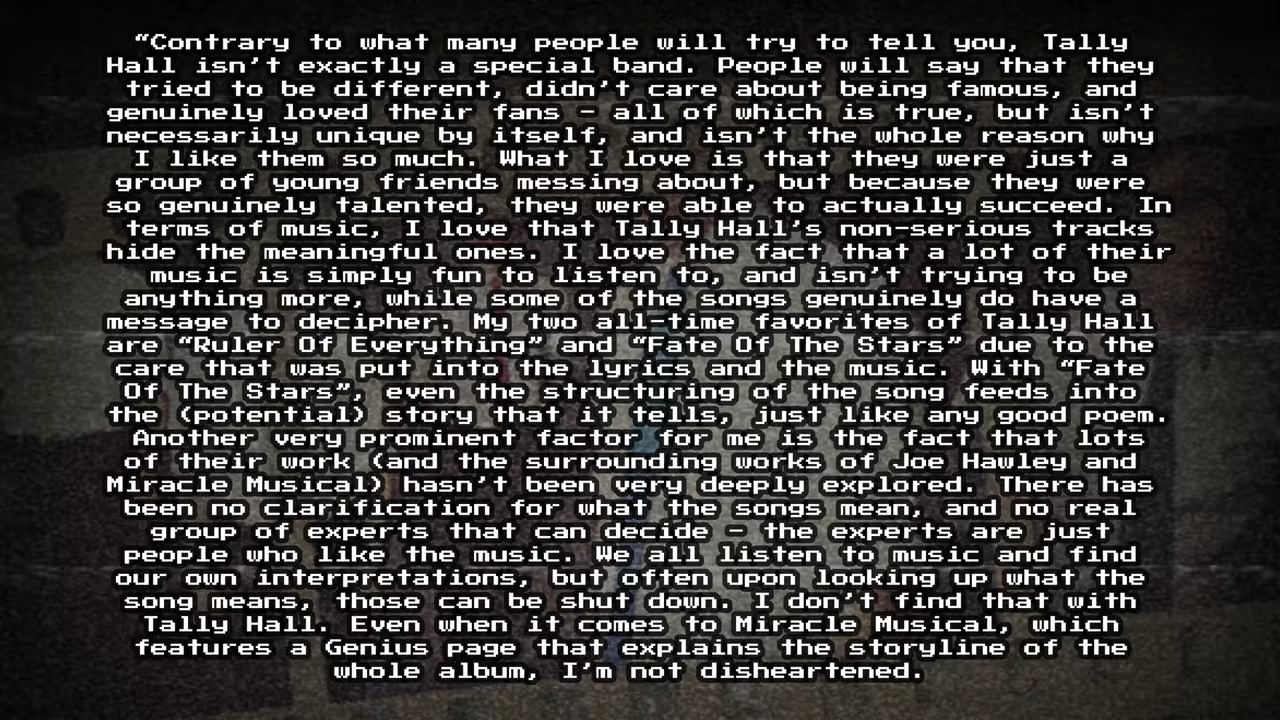 “Contrary to what many people will try to tell you, Tally
Hall isn’t exactly a special band. People will say that they
tried to be different, didn’t care about being famous, and
genuinely loved their fans – all of which is true, but isn’t
necessarily unique by itself, and isn’t the whole reason why
I like them so much. What I love is that they were just a
group of young friends messing about, but because they were
so genuinely talented, they were able to actually succeed. In
terms of music, I love that Tally Hall’s non-serious tracks
hide the meaningful ones. I love the fact that a lot of their
music is simply fun to listen to, and isn’t trying to be
anything more, while some of the songs genuinely do have a
message to decipher. My two all-time favorites of Tally Hall
are “Ruler Of Everything” and “Fate Of The Stars” due to the
care that was put into the lyrics and the music. With “Fate
Of The Stars”, even the structuring of the song feeds into
the (potential) story that it tells, just like any good poem.
Another very prominent factor for me is the fact that lots
of their work (and the surrounding works of Joe Hawley and
Miracle Musical) hasn’t been very deeply explored. There has
been no clarification for what the songs mean, and no real
group of experts that can decide – the experts are just
people who like the music. We all listen to music and find
our own interpretations, but often upon looking up what the
song means, those can be shut down. I don’t find that with
Tally Hall. Even when it comes to Miracle Musical, which
features a Genius page that explains the storyline of the
whole album, I’m not disheartened.